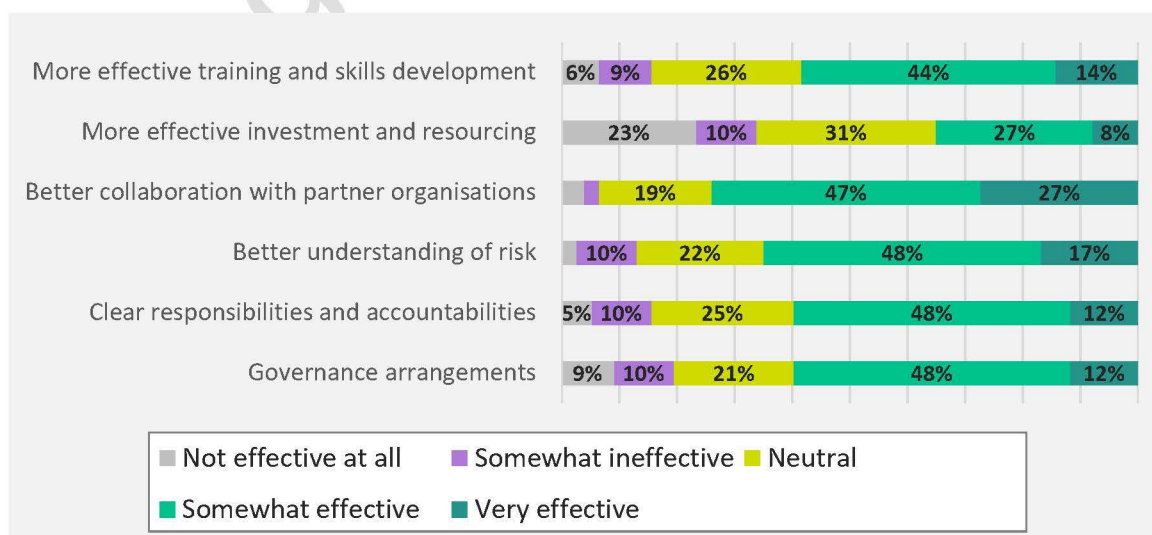 More effective training and skills development 6% 9% 26% 44% 14%
More effective investment and resourcing 23% 10% 31% 27% 8%
Better collaboration with partner organisations 19% 47% 27%
Better understanding of risk 10% 22% 48% 17%
Clear responsibilities and accountabilities 5% 10% 25% 48% 12%
Governance arrangements 9% 10% 21% 48% 12%
Not effective at all Somewhat ineffective Neutral
Somewhat effective Very effective